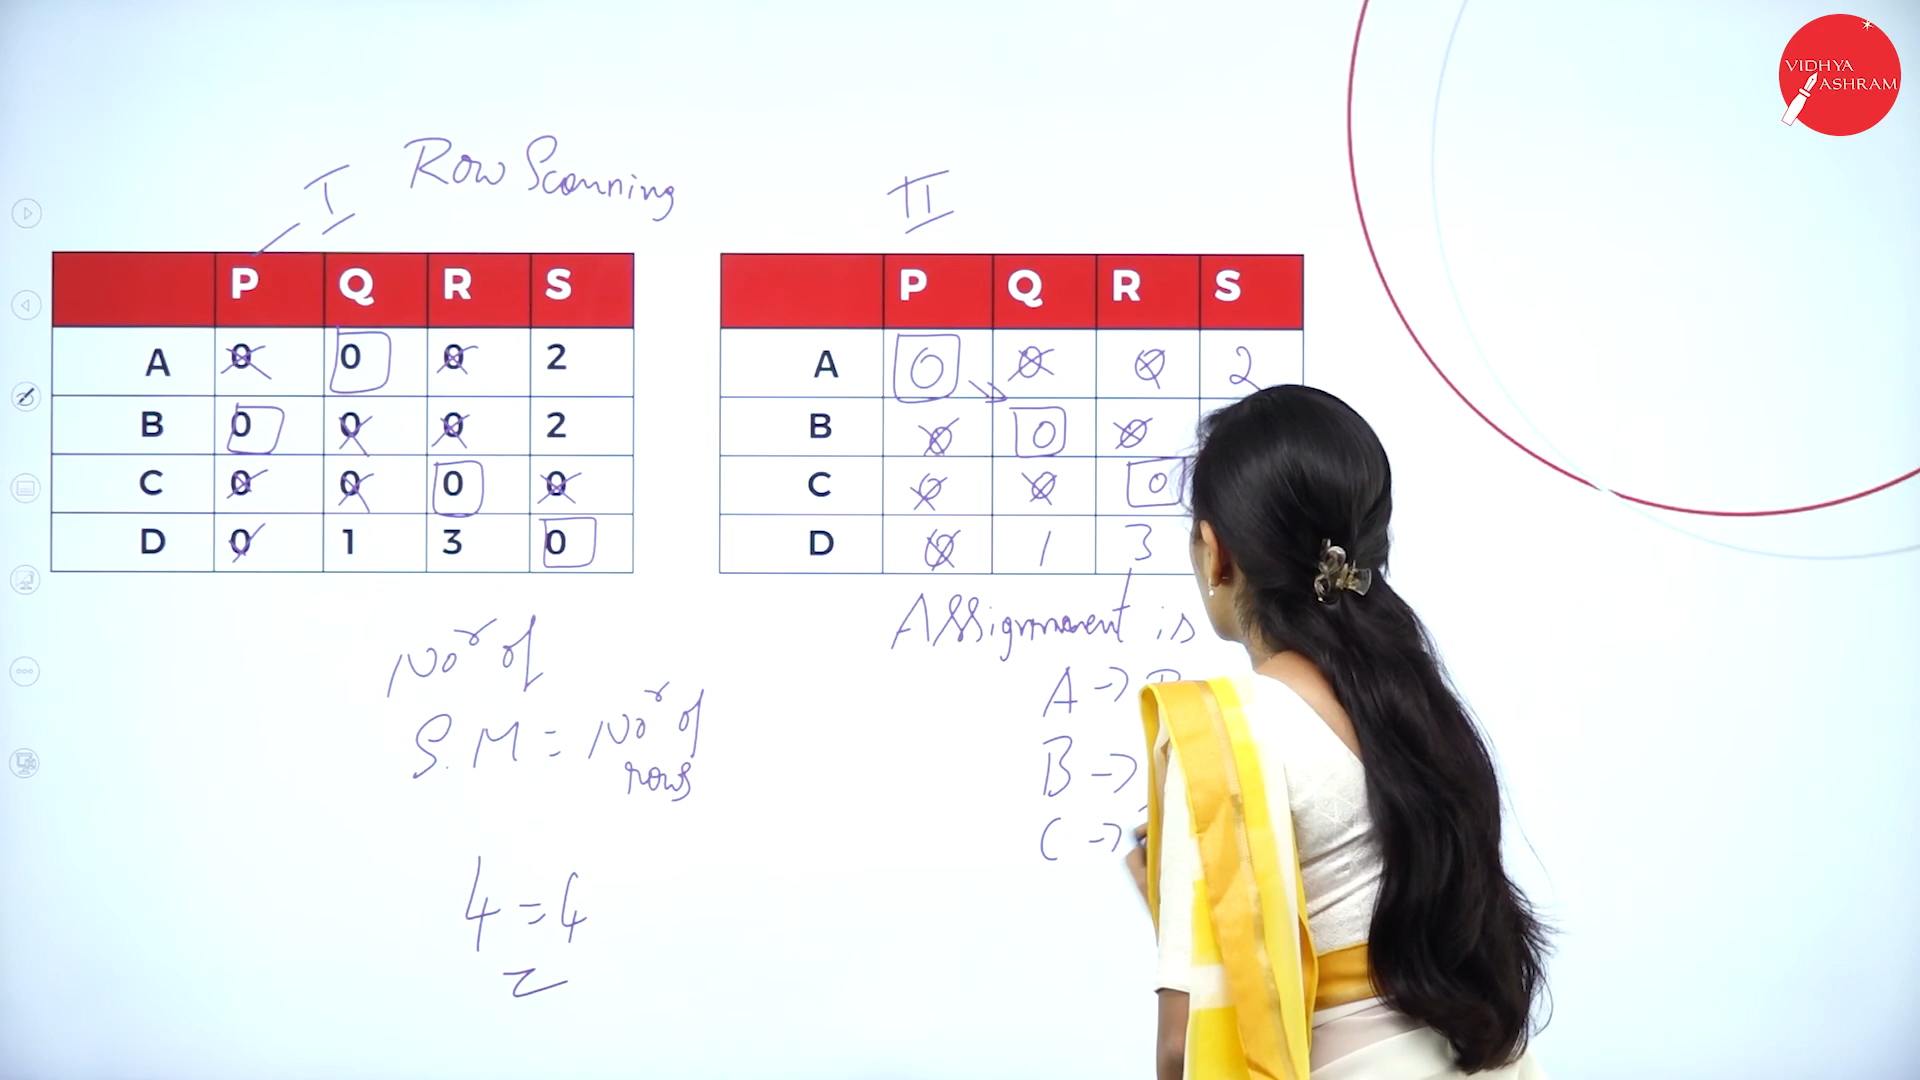 VIDHYA
ASHRAM
I Row Scanning
P Q R S
A 0 0 0 2
B 0 0 0 2
C 0 0 0 0
D 0 1 3 0
No r of
S.M = No r of
rows
4 = 4
II
P Q R S
A 0 0 0 2
B 0 0 0
C 0 0 0
D 0 1 3
Assignment is
A →
B →
C →